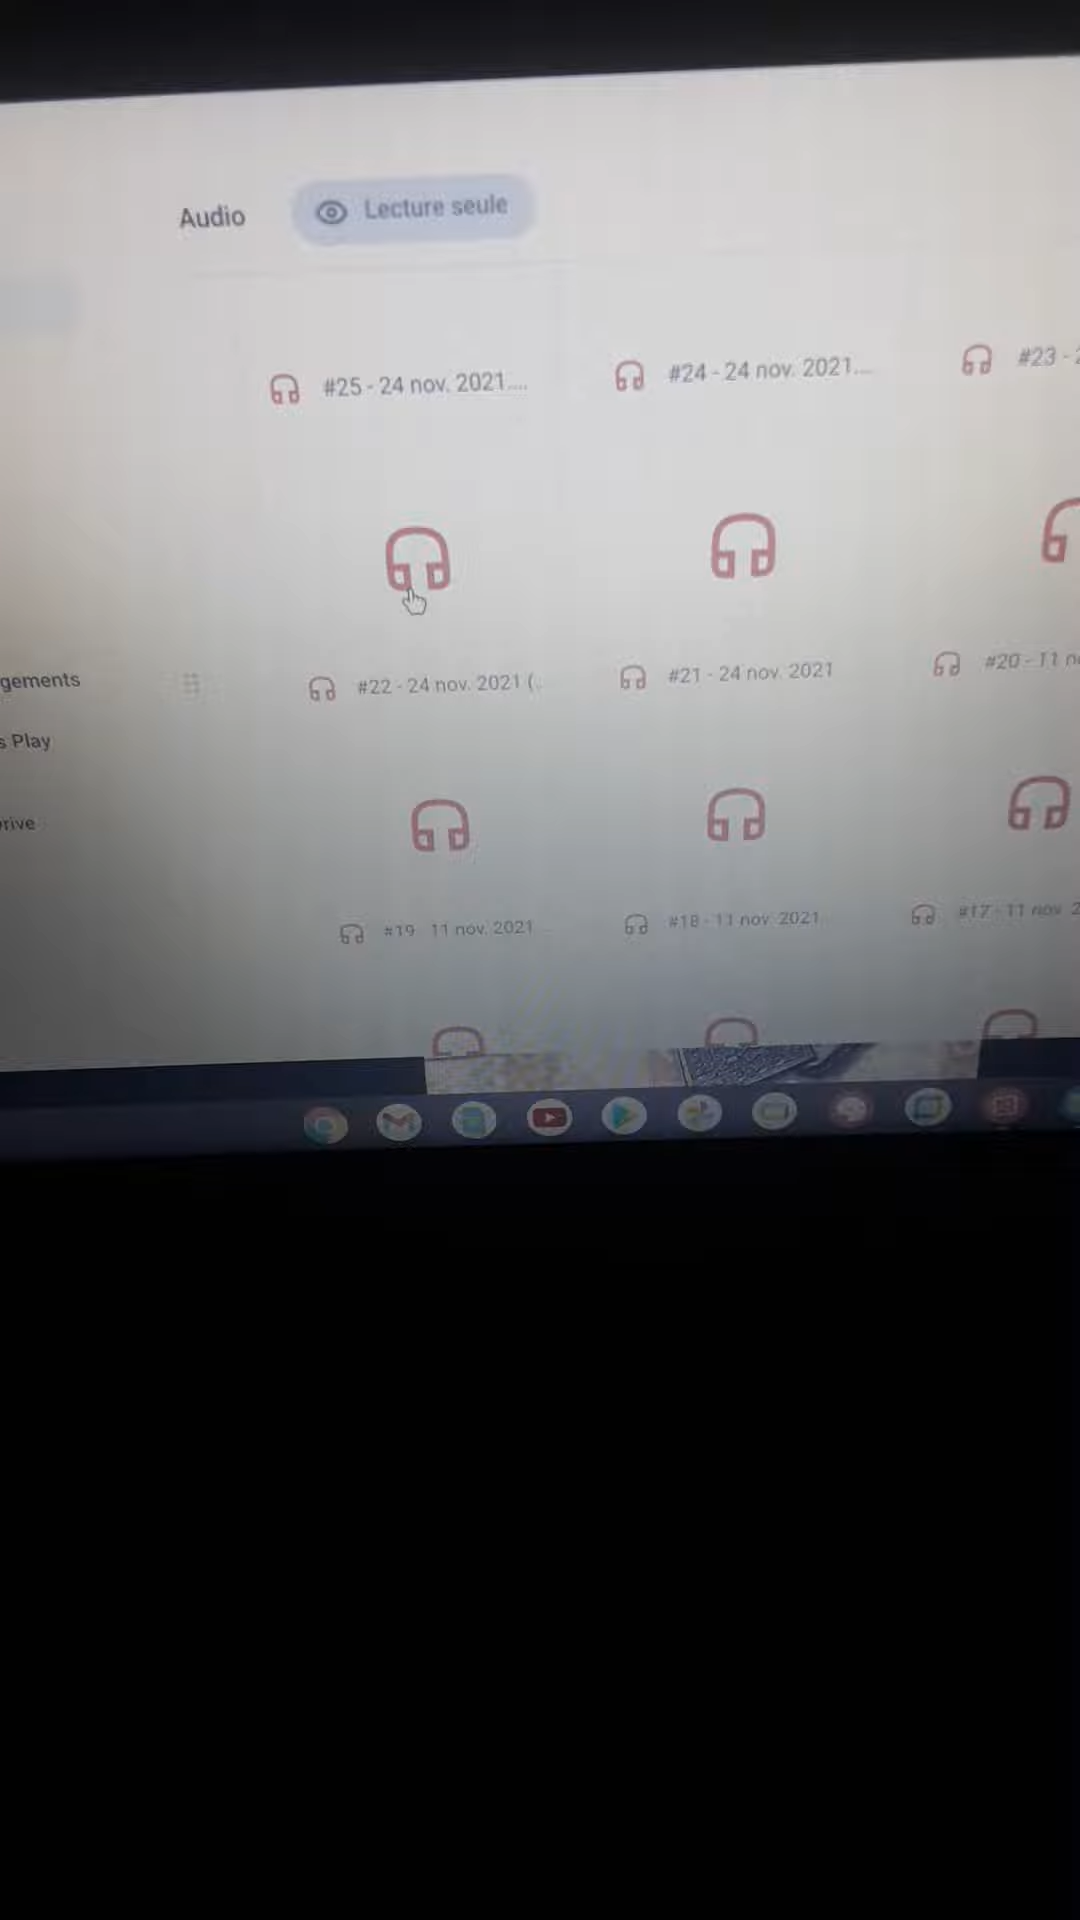 Audio
Lecture seule
#25 - 24 nov. 2021....
#24 - 24 nov. 2021....
#23 -
gements
#22 - 24 nov. 2021 (.
#21 - 24 nov. 2021
#20 - 11 n
s Play
rive
#19 11 nov. 2021
#18 - 11 nov. 2021
#17 - 11 nov. 2